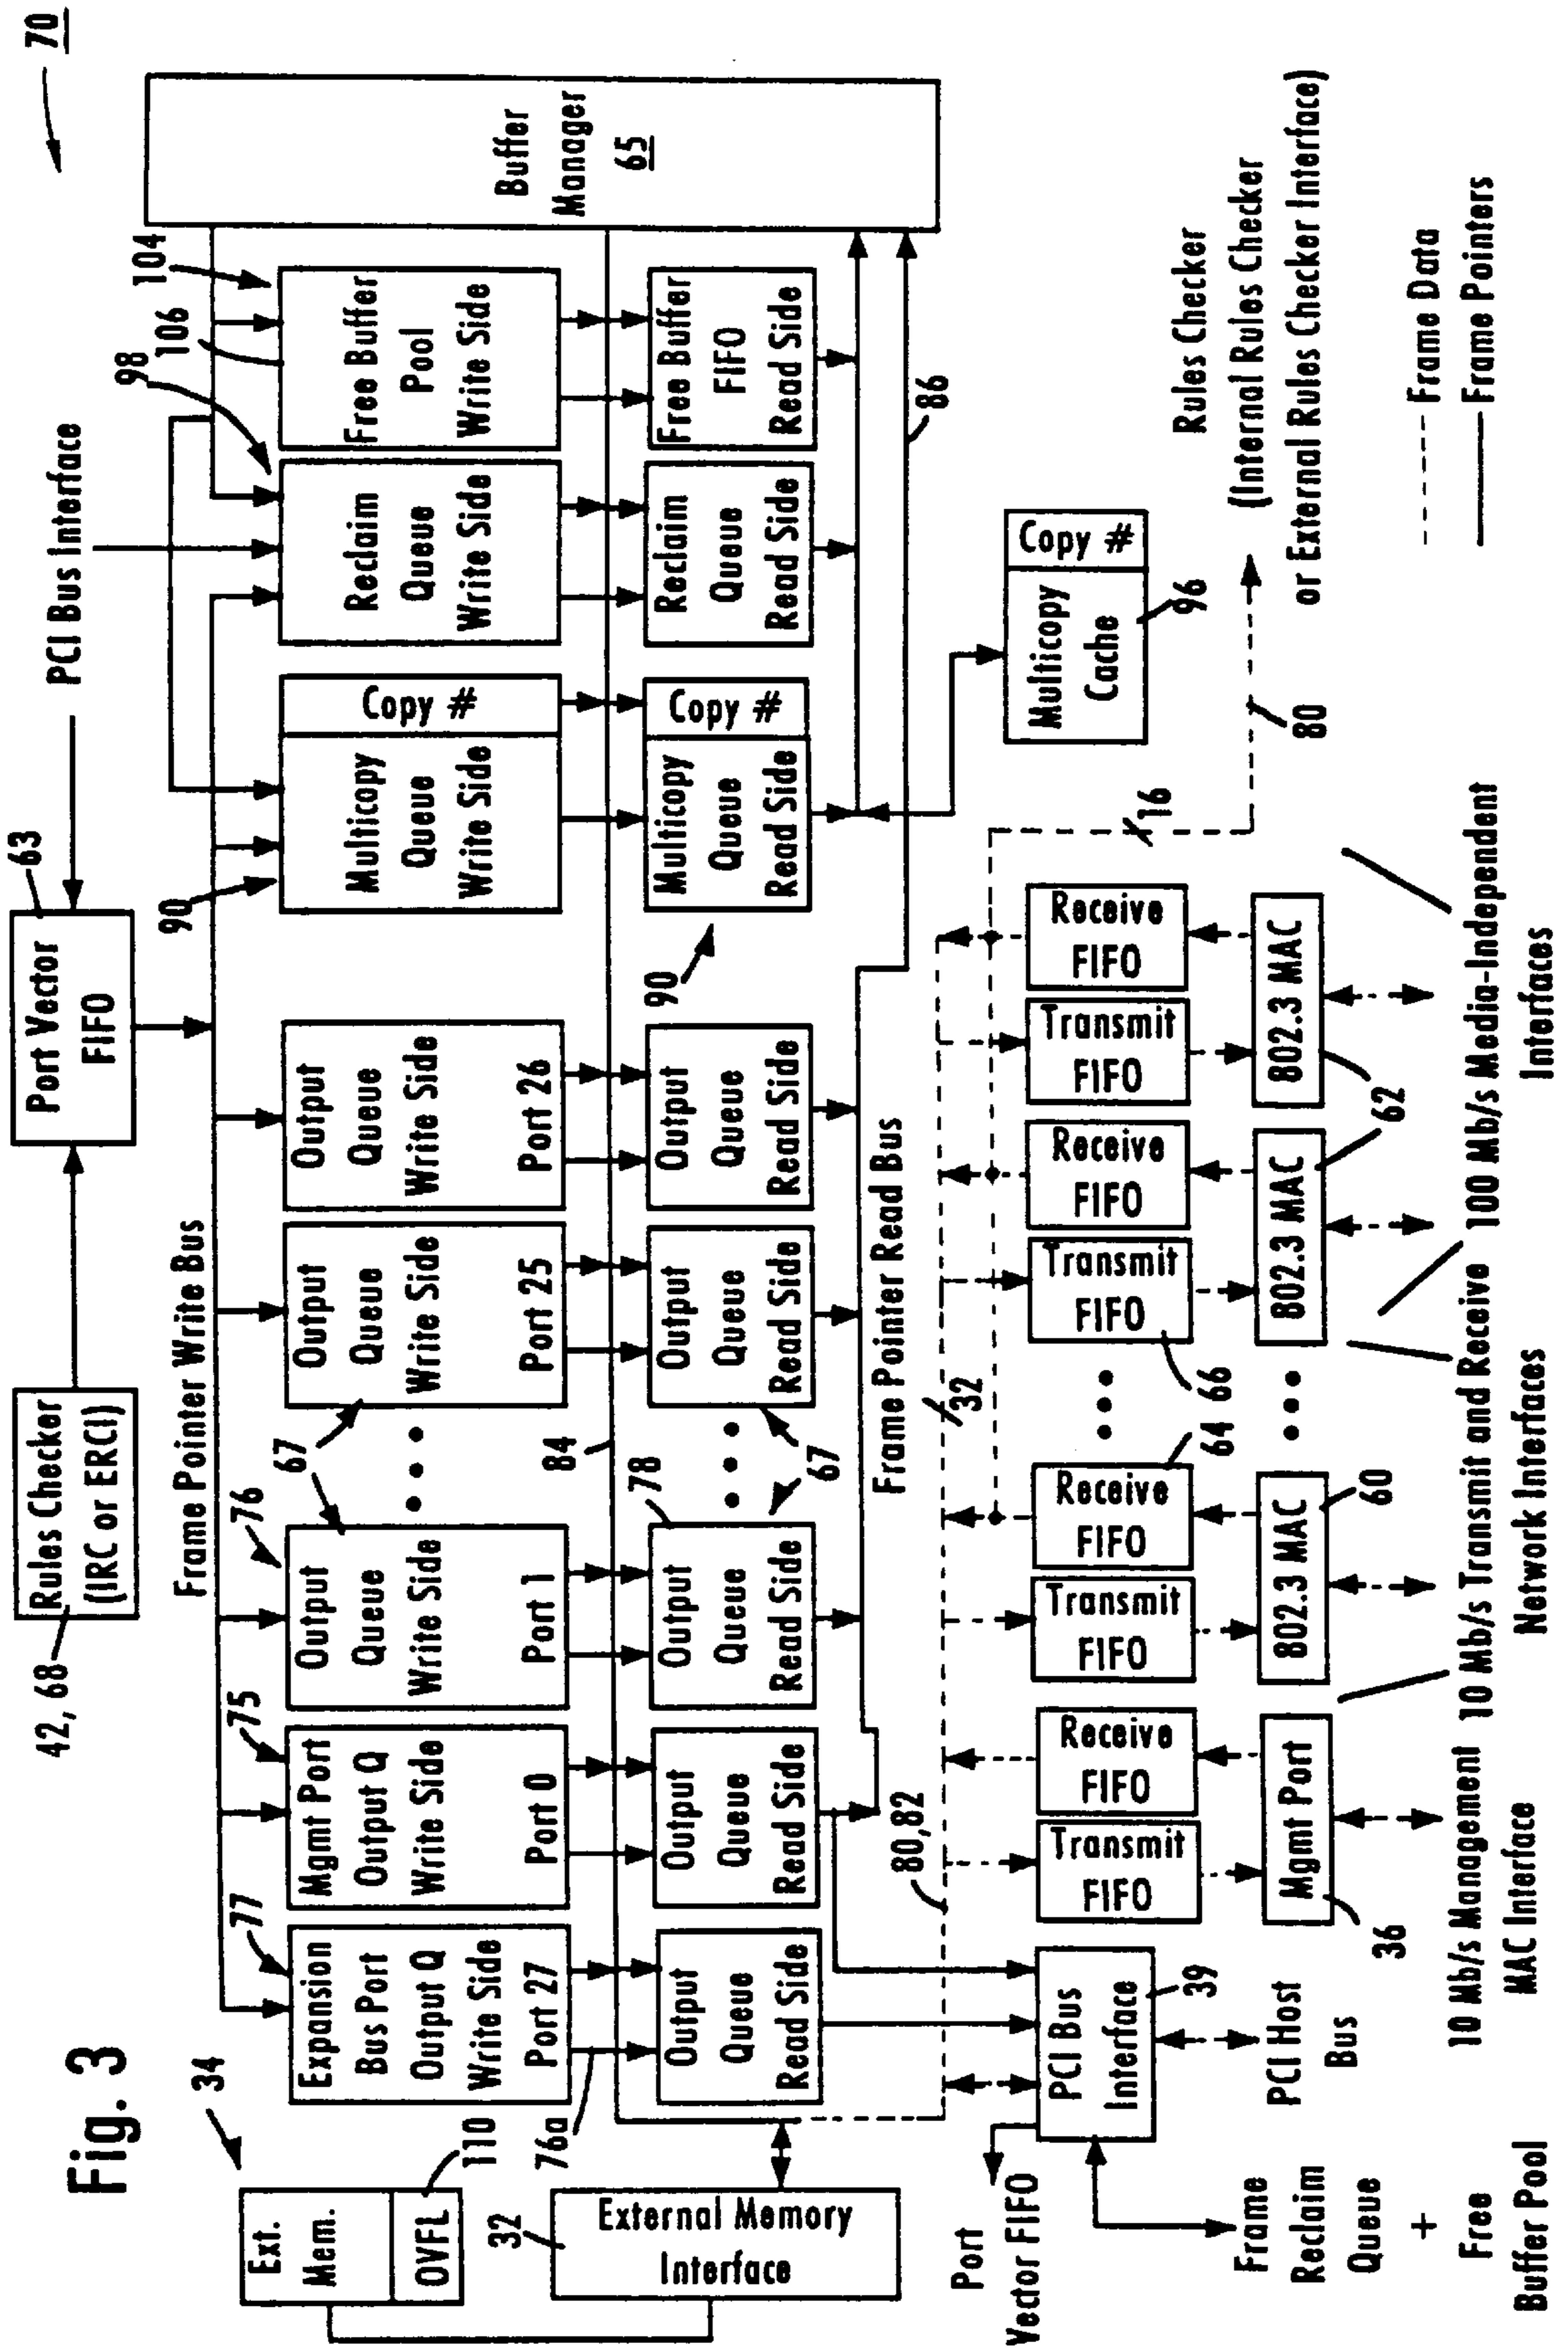 Fig. 3
70
34
Ext.
Mem.
OVFL
110
32
External Memory
Interface
42, 68
Rules Checker
(IRC or ERCI)
Port Vector
FIFO
63
PCI Bus Interface
Frame Pointer Write Bus
77
Expansion
Bus Port
Output Q
Write Side
Port 27
76a
75
Mgmt Port
Output Q
Write Side
Port 0
76
Output
Queue
Write Side
Port 1
67
Output
Queue
Write Side
Port 25
Output
Queue
Write Side
Port 26
90
Multicopy
Queue
Write Side
Copy #
98
Reclaim
Queue
Write Side
106
104
Free Buffer
Pool
Write Side
Buffer
Manager
65
84
Output
Queue
Read Side
Output
Queue
Read Side
78
Output
Queue
Read Side
67
Output
Queue
Read Side
Output
Queue
Read Side
90
Multicopy
Queue
Read Side
Copy #
Reclaim
Queue
Read Side
Free Buffer
FIFO
Read Side
Frame Pointer Read Bus
86
80,82
32
Port
Vector FIFO
PCI Bus
Interface
39
Transmit
FIFO
Receive
FIFO
Transmit
FIFO
Receive
FIFO
64
66
Transmit
FIFO
Receive
FIFO
Transmit
FIFO
Receive
FIFO
16
Multicopy
Cache
Copy #
96
80
Rules Checker
(Internal Rules Checker
or External Rules Checker Interface)
Mgmt Port
36
802.3 MAC
60
802.3 MAC
62
802.3 MAC
Frame
Reclaim
Queue
+
Free
Buffer Pool
PCI Host
Bus
10 Mb/s Management
MAC Interface
10 Mb/s Transmit and Receive
Network Interfaces
100 Mb/s Media-Independent
Interfaces
Frame Data
Frame Pointers